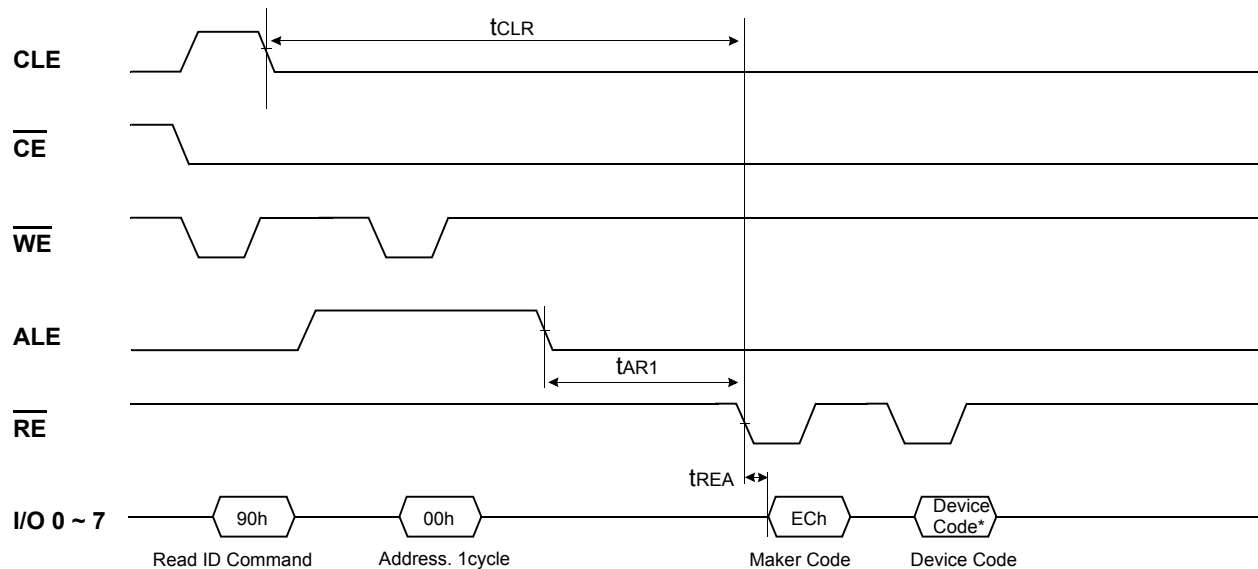 tCLR
CLE
CE
WE
ALE
tAR1
RE
tREA
I/O 0 ~ 7
90h
00h
ECh
Device
Code*
Read ID Command
Address. 1cycle
Maker Code
Device Code